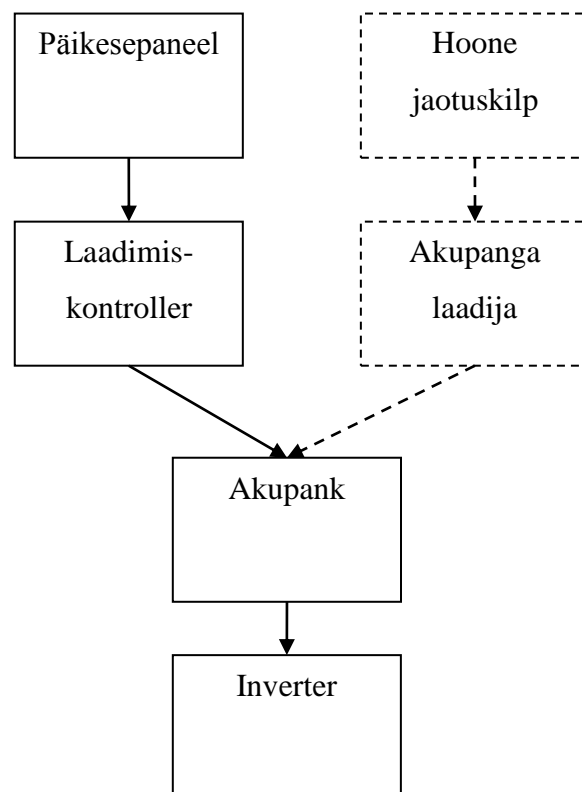 Päikesepaneel
Hoone
jaotuskilp
Laadimis-
kontroller
Akupanga
laadija
Akupank
Inverter